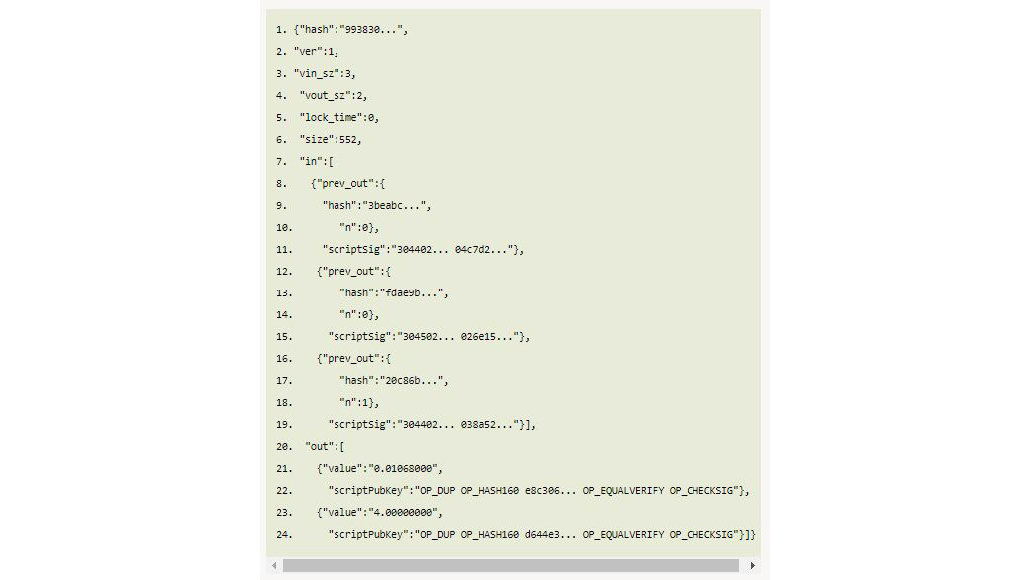 1. {"hash":"993830...",
2. "ver":1,
3. "vin_sz":3,
4. "vout_sz":2,
5. "lock_time":0,
6. "size":552,
7. "in":[
8. {"prev_out":{
9. "hash":"3beabc...",
10. "n":0},
11. "scriptSig":"304402... 04c7d2..."},
12. {"prev_out":{
13. "hash":"fdae9b...",
14. "n":0},
15. "scriptSig":"304502... 026e15..."},
16. {"prev_out":{
17. "hash":"20c86b...",
18. "n":1},
19. "scriptSig":"304402... 038a52..."}],
20. "out":[
21. {"value":"0.01068000",
22. "scriptPubKey":"OP_DUP OP_HASH160 e8c306... OP_EQUALVERIFY OP_CHECKSIG"},
23. {"value":"4.00000000",
24. "scriptPubKey":"OP_DUP OP_HASH160 d644e3... OP_EQUALVERIFY OP_CHECKSIG"}]}